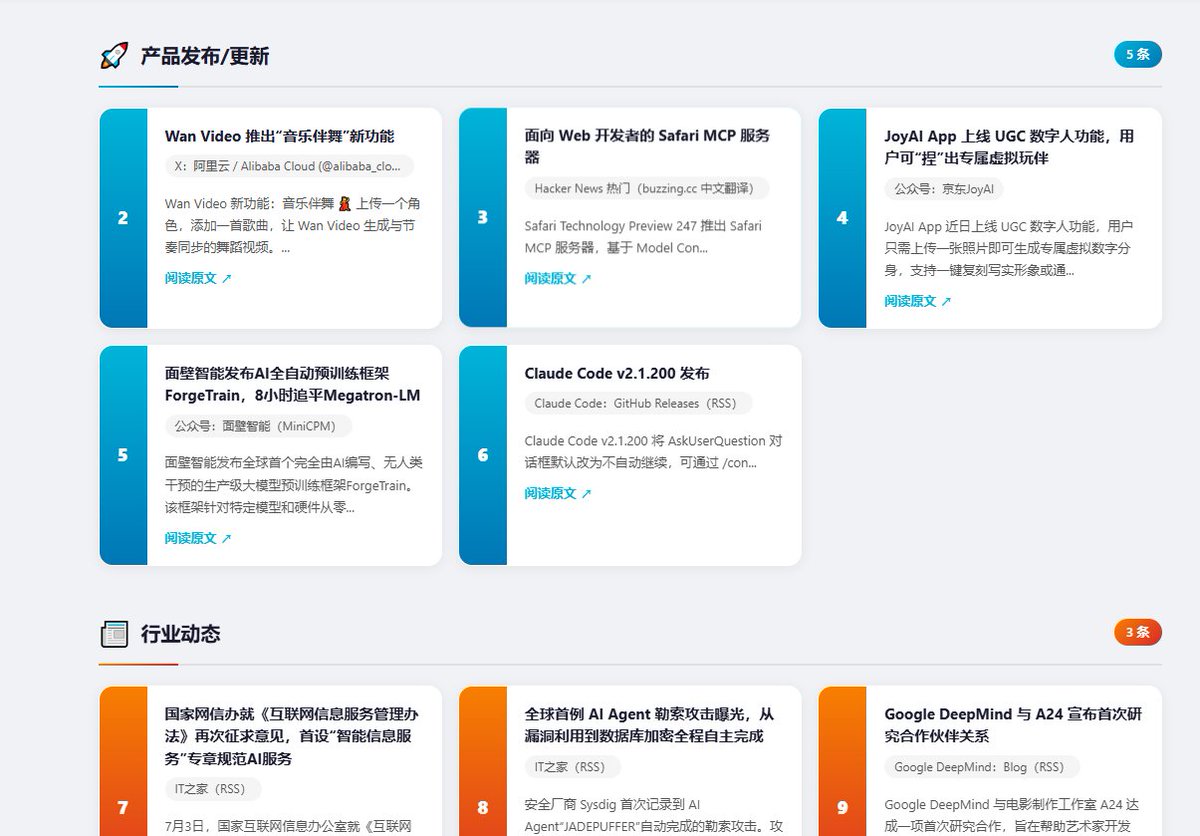 产品发布/更新
5 条
2
Wan Video 推出“音乐伴舞”新功能
X：阿里云 / Alibaba Cloud (@alibaba_clo...
Wan Video 新功能：音乐伴舞 💃 上传一个角
色，添加一首歌曲，让 Wan Video 生成与节
奏同步的舞蹈视频。...
阅读原文 ↗
3
面向 Web 开发者的 Safari MCP 服务
器
Hacker News 热门（buzzing.cc 中文翻译）
Safari Technology Preview 247 推出 Safari
MCP 服务器，基于 Model Con...
阅读原文 ↗
4
JoyAI App 上线 UGC 数字人功能，用
户可“捏”出专属虚拟玩伴
公众号：京东JoyAI
JoyAI App 近日上线 UGC 数字人功能，用户
只需上传一张照片即可生成专属虚拟数字分
身，支持一键复刻写实形象或通...
阅读原文 ↗
5
面壁智能发布AI全自动预训练框架
ForgeTrain，8小时追平Megatron-LM
公众号：面壁智能（MiniCPM）
面壁智能发布全球首个完全由AI编写、无人类
干预的生产级大模型预训练框架ForgeTrain。
该框架针对特定模型和硬件从零...
阅读原文 ↗
6
Claude Code v2.1.200 发布
Claude Code：GitHub Releases（RSS）
Claude Code v2.1.200 将 AskUserQuestion 对
话框默认改为不自动继续，可通过 /con...
阅读原文 ↗
行业动态
3 条
7
国家网信办就《互联网信息服务管理办
法》再次征求意见，首设“智能信息服
务”专章规范AI服务
IT之家（RSS）
7月3日，国家互联网信息办公室就《互联网
8
全球首例 AI Agent 勒索攻击曝光，从
漏洞利用到数据库加密全程自主完成
IT之家（RSS）
安全厂商 Sysdig 首次记录到 AI
Agent“JADEPUFFER”自动完成的勒索攻击。攻
9
Google DeepMind 与 A24 宣布首次研
究合作伙伴关系
Google DeepMind：Blog（RSS）
Google DeepMind 与电影制作工作室 A24 达
成一项首次研究合作，旨在帮助艺术家开发